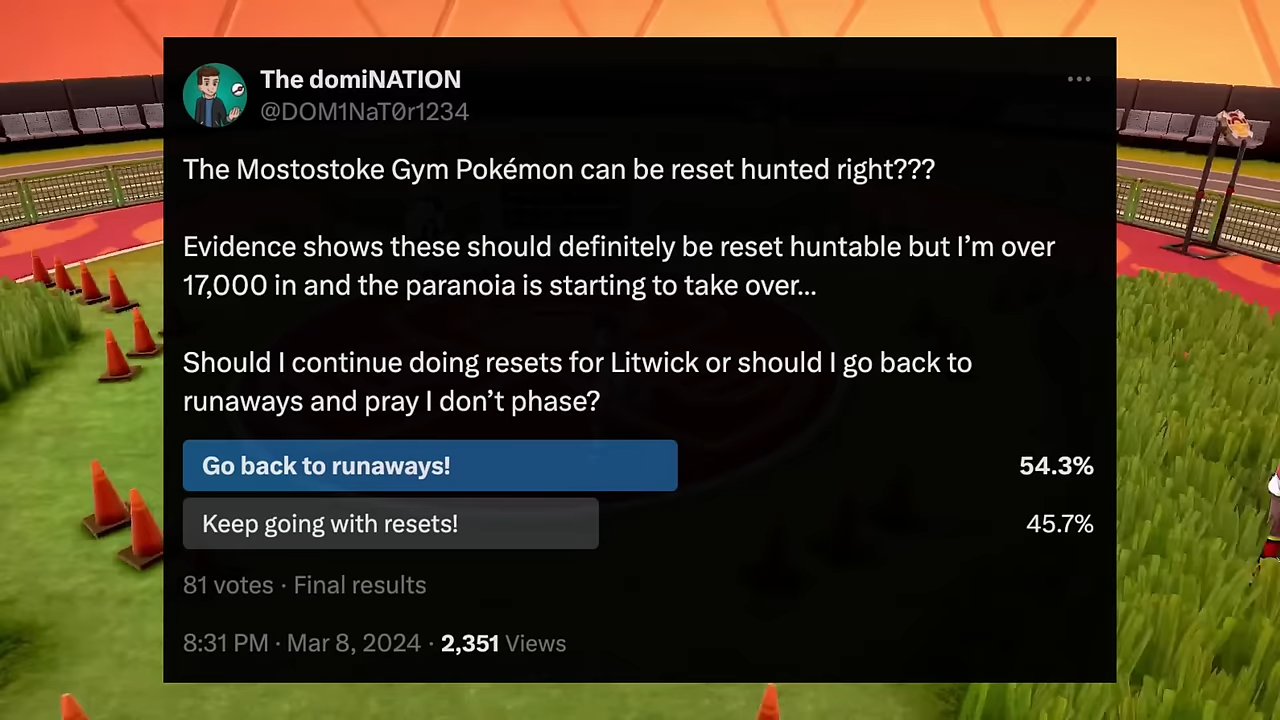 The domiNATION
@DOM1NaT0r1234
The Mostostoke Gym Pokémon can be reset hunted right???
Evidence shows these should definitely be reset huntable but I’m over
17,000 in and the paranoia is starting to take over...
Should I continue doing resets for Litwick or should I go back to
runaways and pray I don’t phase?
Go back to runaways! 54.3%
Keep going with resets! 45.7%
81 votes · Final results
8:31 PM · Mar 8, 2024 · 2,351 Views